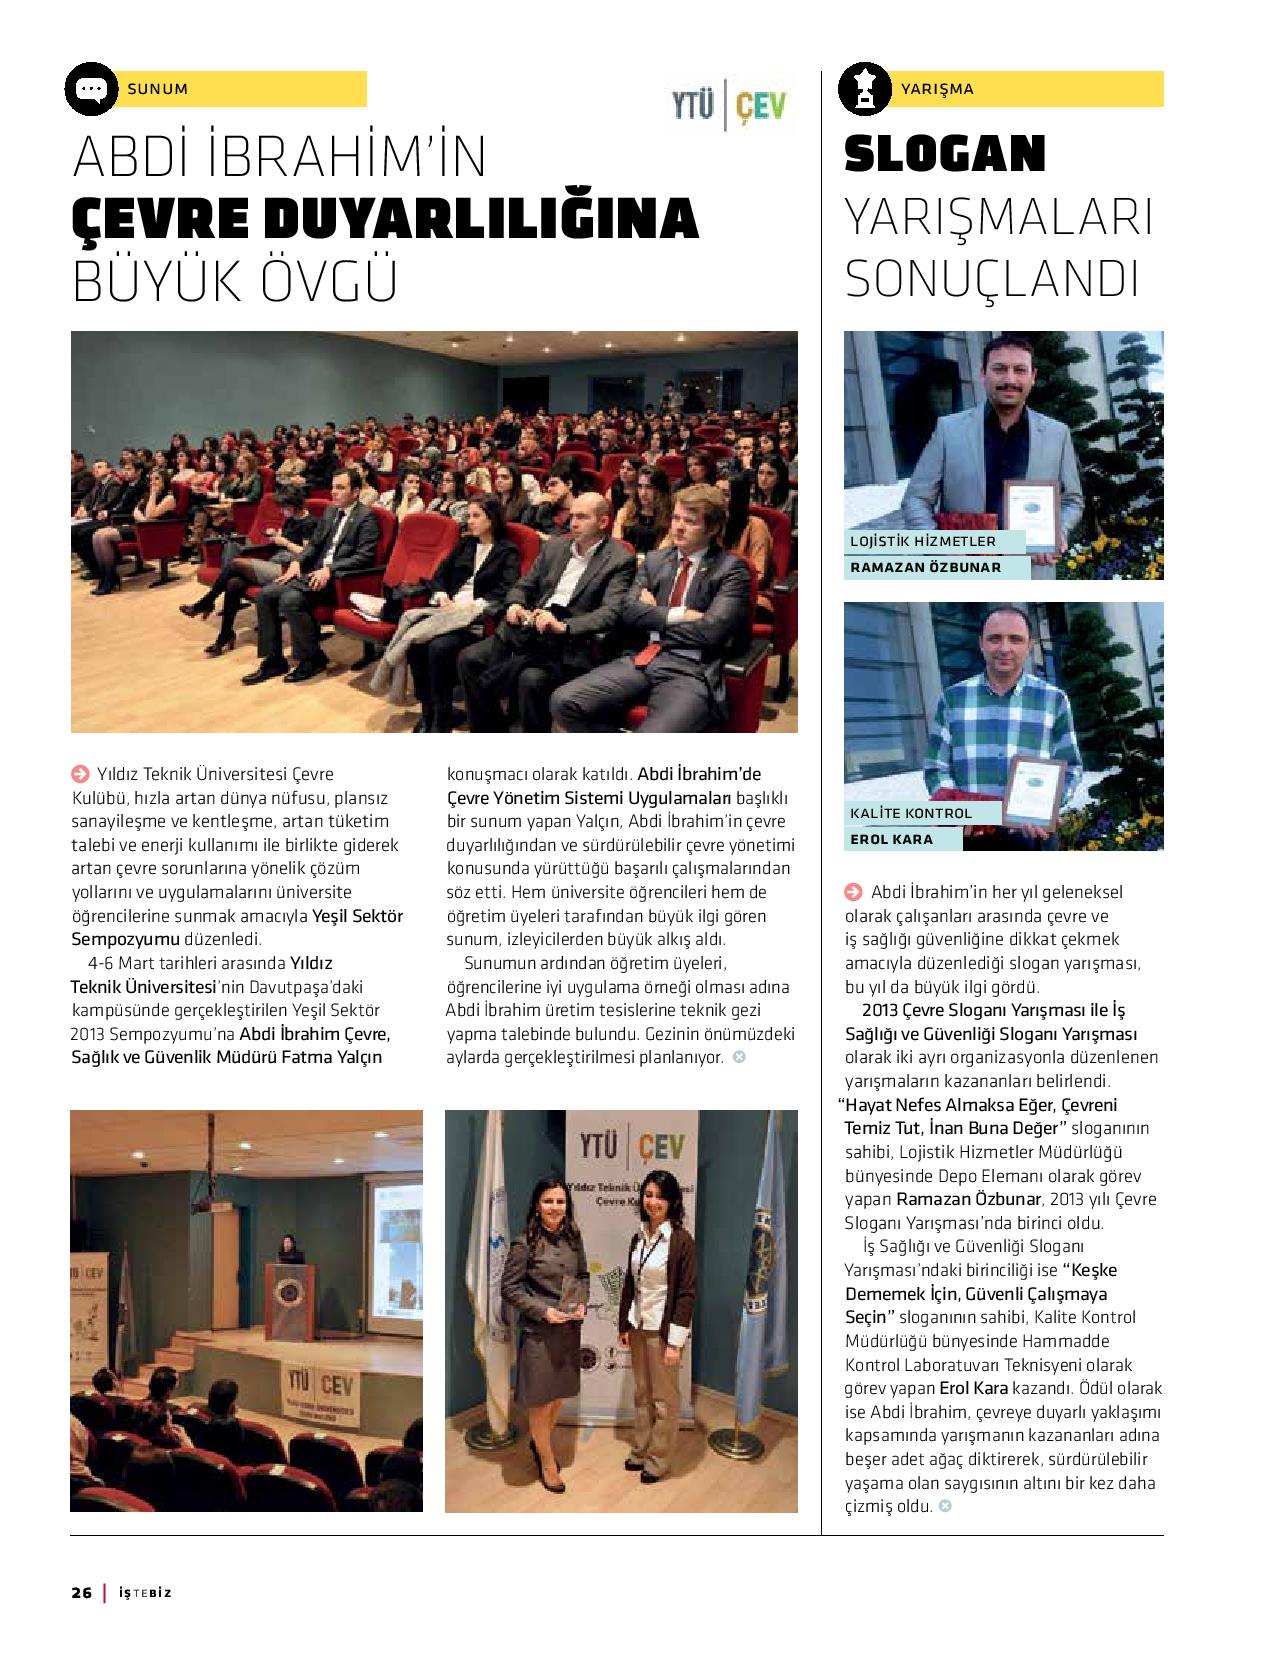 SUNUM
YTÜ | ÇEV
ABDİ İBRAHİM’İN
ÇEVRE DUYARLILIĞINA
BÜYÜK ÖVGÜ
Yıldız Teknik Üniversitesi Çevre
Kulübü, hızla artan dünya nüfusu, plansız
sanayileşme ve kentleşme, artan tüketim
talebi ve enerji kullanımı ile birlikte giderek
artan çevre sorunlarına yönelik çözüm
yollarını ve uygulamalarını üniversite
öğrencilerine sunmak amacıyla Yeşil Sektör
Sempozyumu düzenledi.
4-6 Mart tarihleri arasında Yıldız
Teknik Üniversitesi’nin Davutpaşa’daki
kampüsünde gerçekleştirilen Yeşil Sektör
2013 Sempozyumu’na Abdi İbrahim Çevre,
Sağlık ve Güvenlik Müdürü Fatma Yalçın
konuşmacı olarak katıldı. Abdi İbrahim’de
Çevre Yönetim Sistemi Uygulamaları başlıklı
bir sunum yapan Yalçın, Abdi İbrahim’in çevre
duyarlılığından ve sürdürülebilir çevre yönetimi
konusunda yürüttüğü başarılı çalışmalarından
söz etti. Hem üniversite öğrencileri hem de
öğretim üyeleri tarafından büyük ilgi gören
sunum, izleyicilerden büyük alkış aldı.
Sunumun ardından öğretim üyeleri,
öğrencilerine iyi uygulama örneği olması adına
Abdi İbrahim üretim tesislerine teknik gezi
yapma talebinde bulundu. Gezinin önümüzdeki
aylarda gerçekleştirilmesi planlanıyor.
YTÜ ÇEV
YTÜ | ÇEV
Yıldız Teknik
Çevre
YARIŞMA
SLOGAN
YARIŞMALARI
SONUÇLANDI
LOJİSTİK HİZMETLER
RAMAZAN ÖZBUNAR
KALİTE KONTROL
EROL KARA
Abdi İbrahim’in her yıl geleneksel
olarak çalışanları arasında çevre ve
iş sağlığı güvenliğine dikkat çekmek
amacıyla düzenlediği slogan yarışması,
bu yıl da büyük ilgi gördü.
2013 Çevre Sloganı Yarışması ile İş
Sağlığı ve Güvenliği Sloganı Yarışması
olarak iki ayrı organizasyonla düzenlenen
yarışmaların kazananları belirlendi.
“Hayat Nefes Almaksa Eğer, Çevreni
Temiz Tut, İnan Buna Değer” sloganının
sahibi, Lojistik Hizmetler Müdürlüğü
bünyesinde Depo Elemanı olarak görev
yapan Ramazan Özbunar, 2013 yılı Çevre
Sloganı Yarışması’nda birinci oldu.
İş Sağlığı ve Güvenliği Sloganı
Yarışması’ndaki birinciliği ise “Keşke
Dememek İçin, Güvenli Çalışmaya
Seçin” sloganının sahibi, Kalite Kontrol
Müdürlüğü bünyesinde Hammadde
Kontrol Laboratuvarı Teknisyeni olarak
görev yapan Erol Kara kazandı. Ödül olarak
ise Abdi İbrahim, çevreye duyarlı yaklaşımı
kapsamında yarışmanın kazananları adına
beşer adet ağaç diktirerek, sürdürülebilir
yaşama olan saygısının altını bir kez daha
çizmiş oldu.
26 | İŞTEBİZ